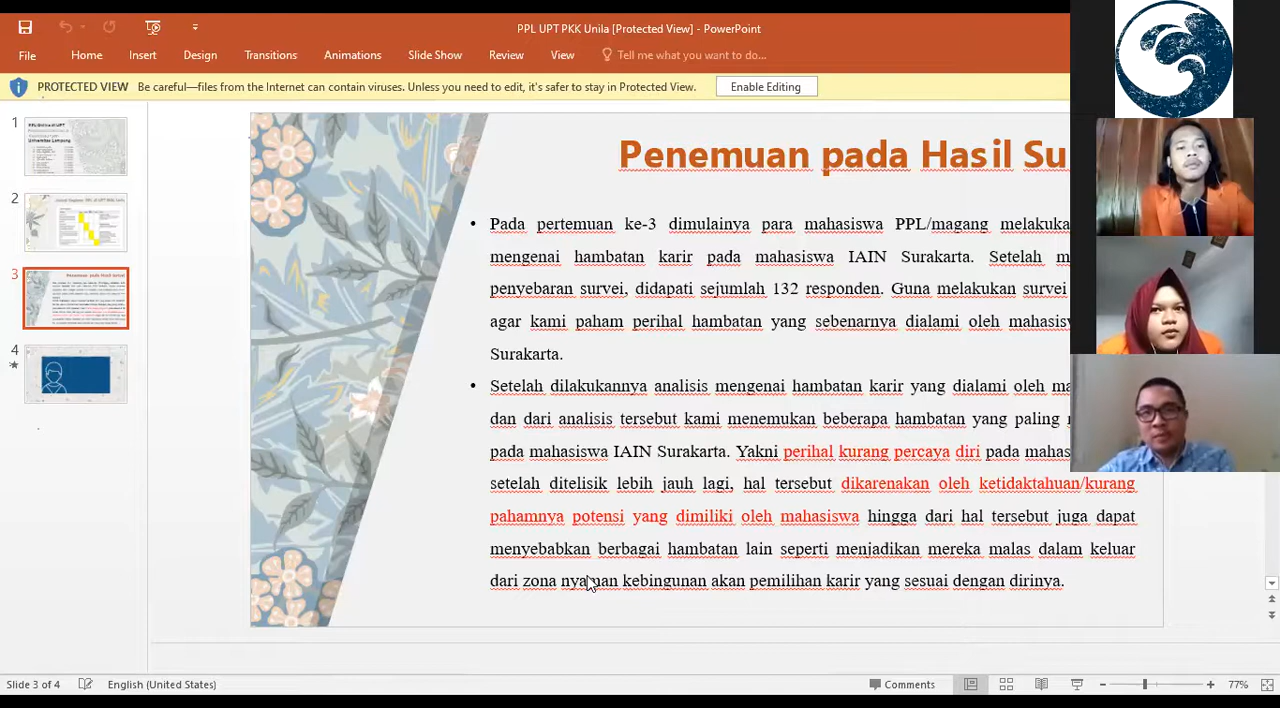 PPL UPT PKK Unila [Protected View] - PowerPoint
File Home Insert Design Transitions Animations Slide Show Review View Tell me what you want to do...
PROTECTED VIEW Be careful—files from the Internet can contain viruses. Unless you need to edit, it's safer to stay in Protected View. Enable Editing
1
2
3
4
Penemuan pada Hasil Su
• Pada pertemuan ke-3 dimulainya para mahasiswa PPL/magang melakuka
mengenai hambatan karir pada mahasiswa IAIN Surakarta. Setelah m
penyebaran survei, didapati sejumlah 132 responden. Guna melakukan survei
agar kami paham perihal hambatan yang sebenarnya dialami oleh mahasisw
Surakarta.
• Setelah dilakukannya analisis mengenai hambatan karir yang dialami oleh ma
dan dari analisis tersebut kami menemukan beberapa hambatan yang paling
pada mahasiswa IAIN Surakarta. Yakni perihal kurang percaya diri pada mahas
setelah ditelisik lebih jauh lagi, hal tersebut dikarenakan oleh ketidaktahuan/kurang
pahamnya potensi yang dimiliki oleh mahasiswa hingga dari hal tersebut juga dapat
menyebabkan berbagai hambatan lain seperti menjadikan mereka malas dalam keluar
dari zona nyaman kebingunan akan pemilihan karir yang sesuai dengan dirinya.
Slide 3 of 4 English (United States) Comments 77%